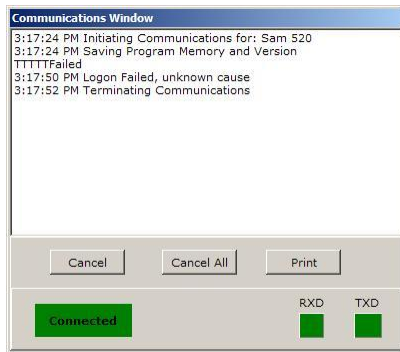 Communications Window
3:17:24 PM Initiating Communications for: Sam 520
3:17:24 PM Saving Program Memory and Version
TTTTTFailed
3:17:50 PM Logon Failed, unknown cause
3:17:52 PM Terminating Communications
Cancel Cancel All Print
RXD TXD
Connected